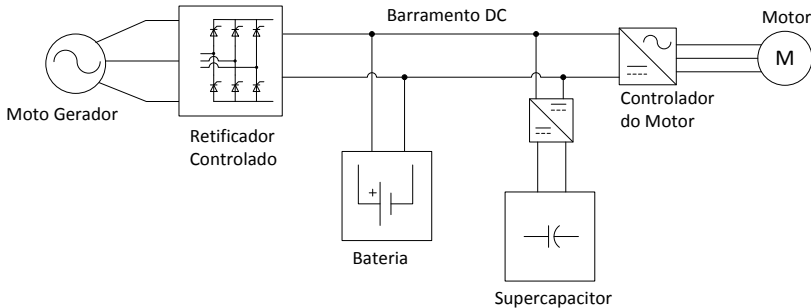 Barramento DC
Motor
M
Moto Gerador
Retificador
Controlado
Controlador
do Motor
+
Bateria
Supercapacitor